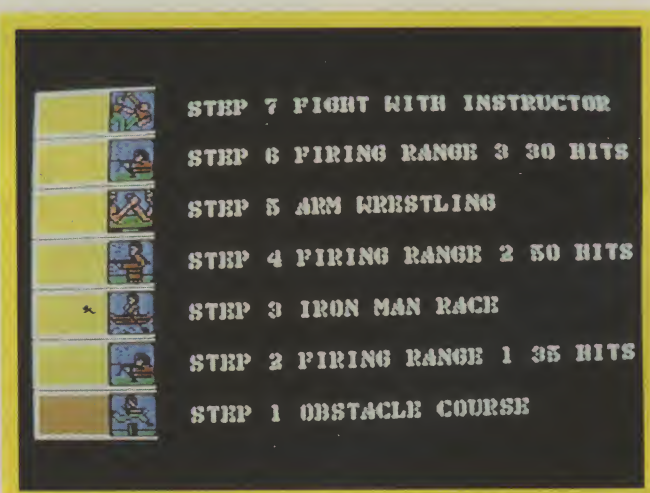 STEP 7 FIGHT WITH INSTRUCTOR
STEP 6 FIRING RANGE 3 30 HITS
STEP 5 ARM WRESTLING
STEP 4 FIRING RANGE 2 50 HITS
STEP 3 IRON MAN RACE
STEP 2 FIRING RANGE 1 35 HITS
STEP 1 OBSTACLE COURSE